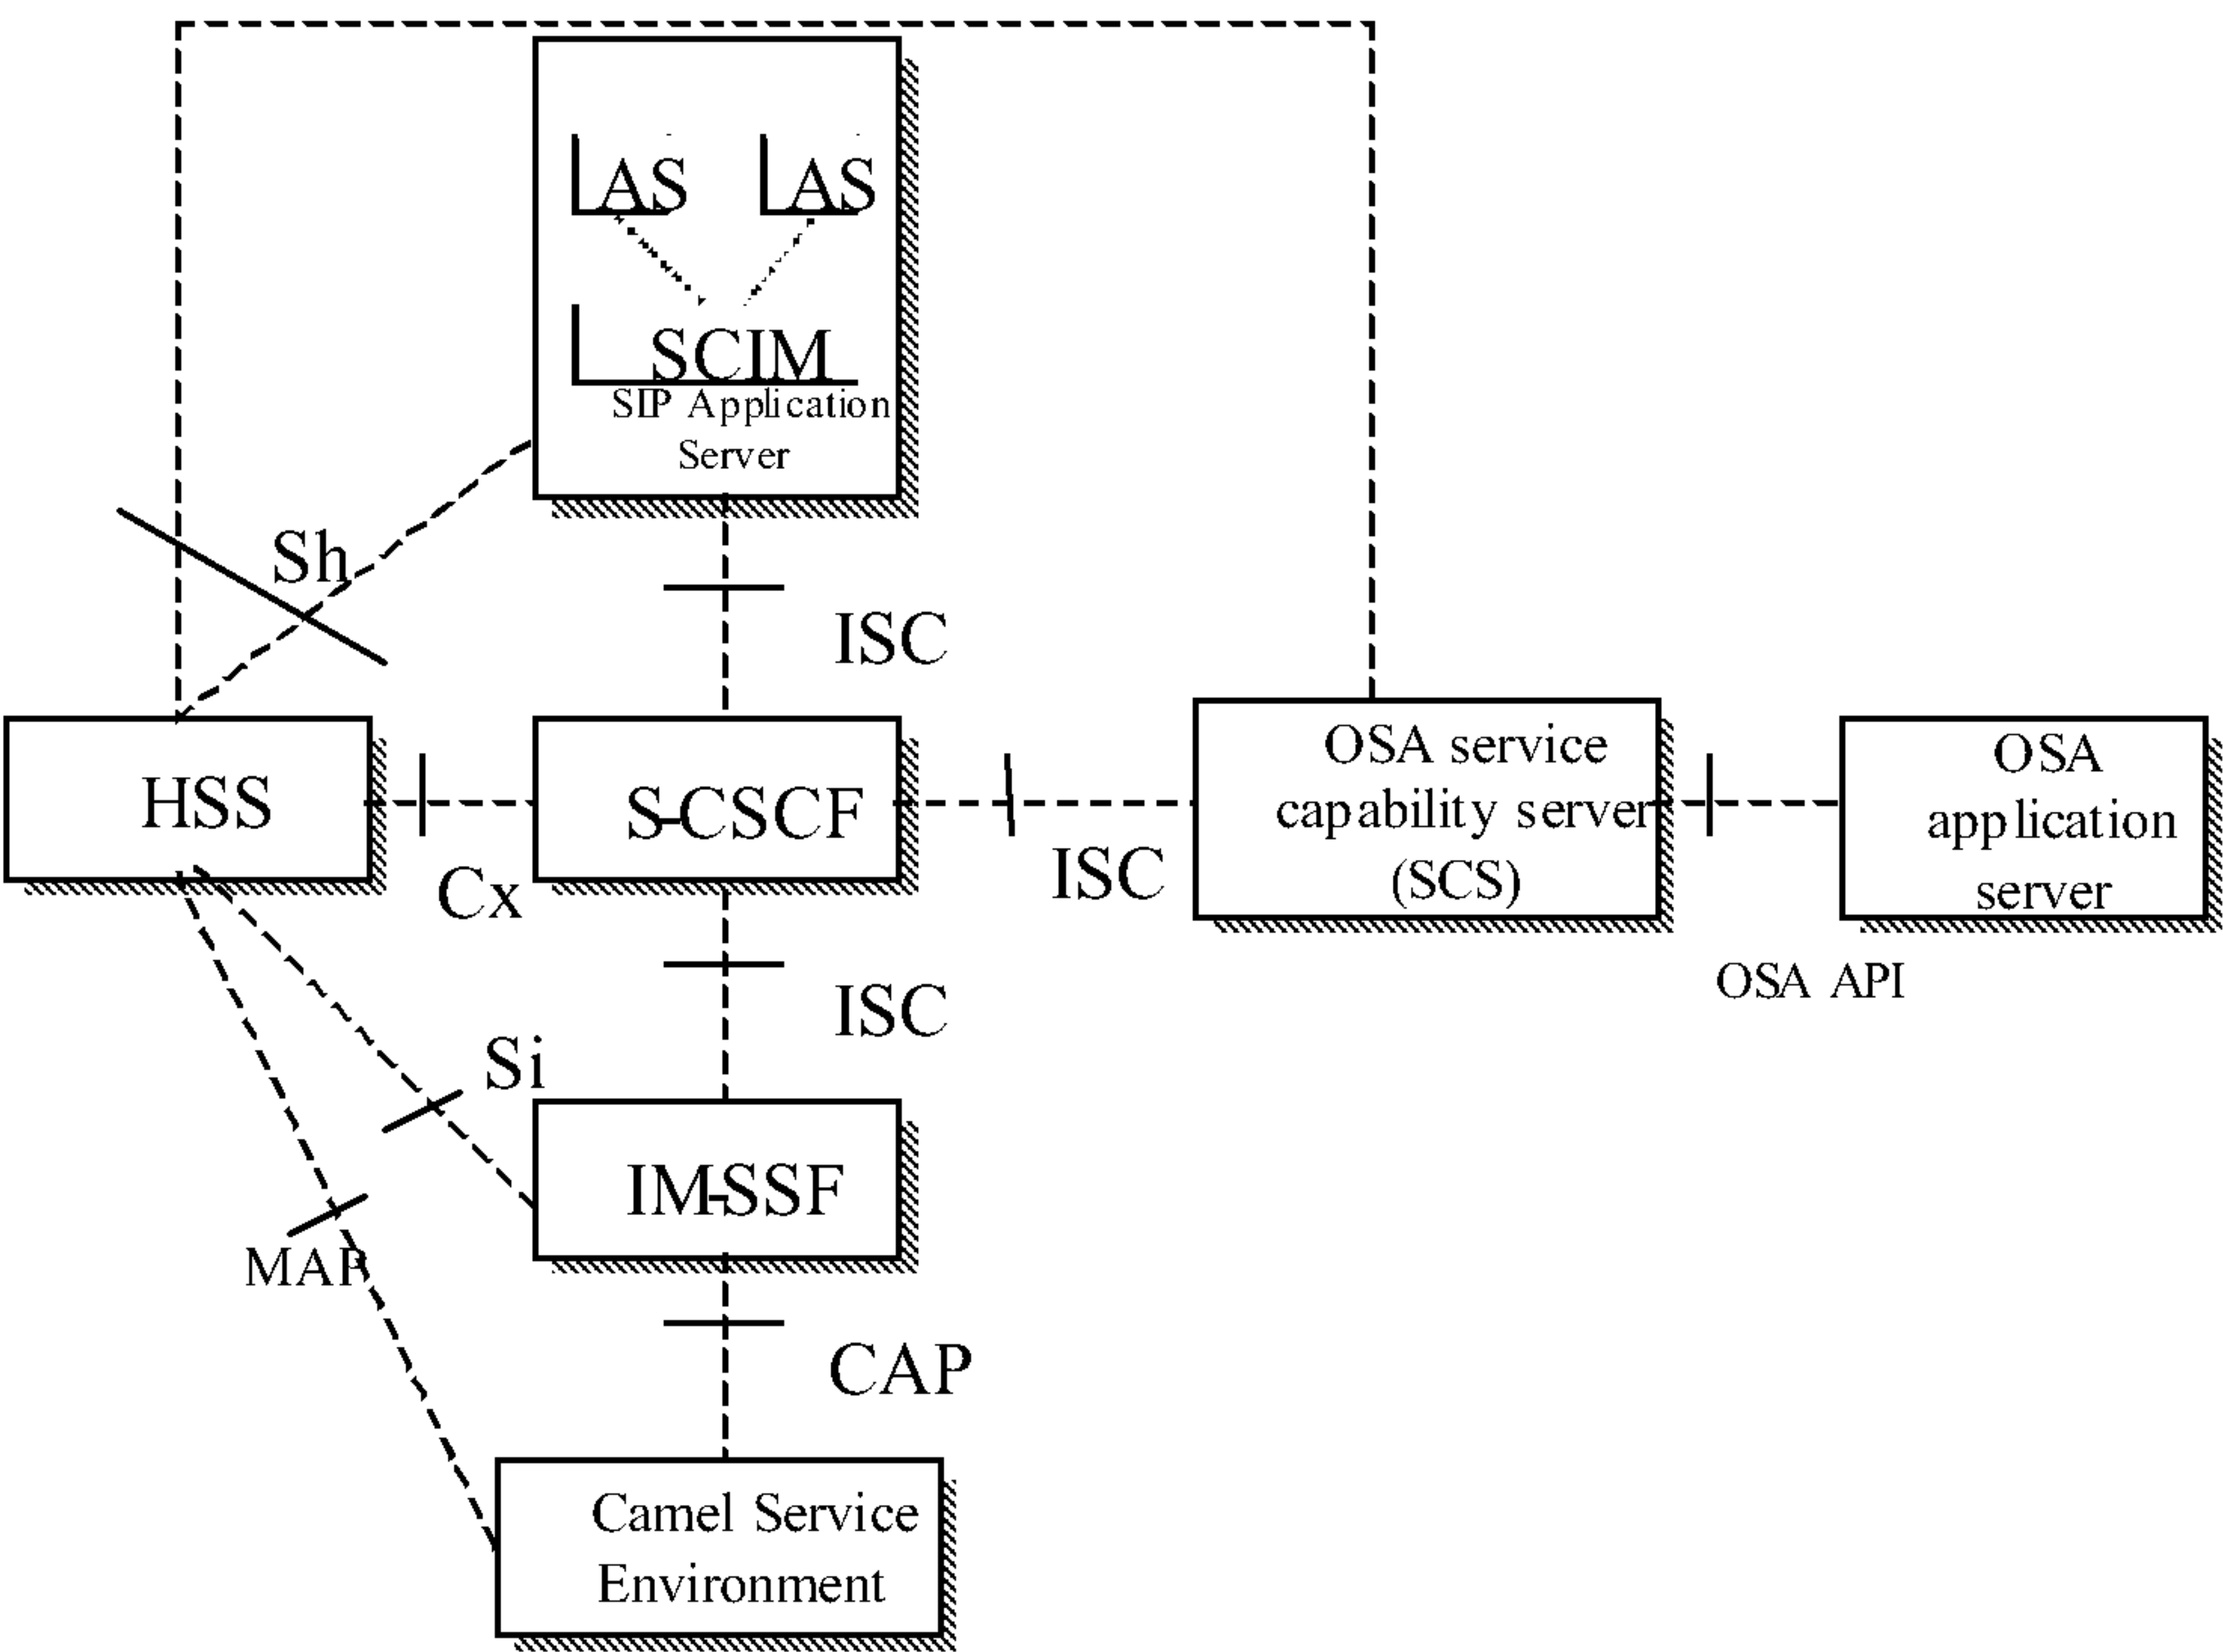 AS AS
SCIM
SIP Application
Server
Sh
ISC
HSS
S-CSCF
OSA service
capability server
(SCS)
OSA
application
server
Cx
ISC
OSA API
ISC
Si
IM-SSF
MAP
CAP
Camel Service
Environment